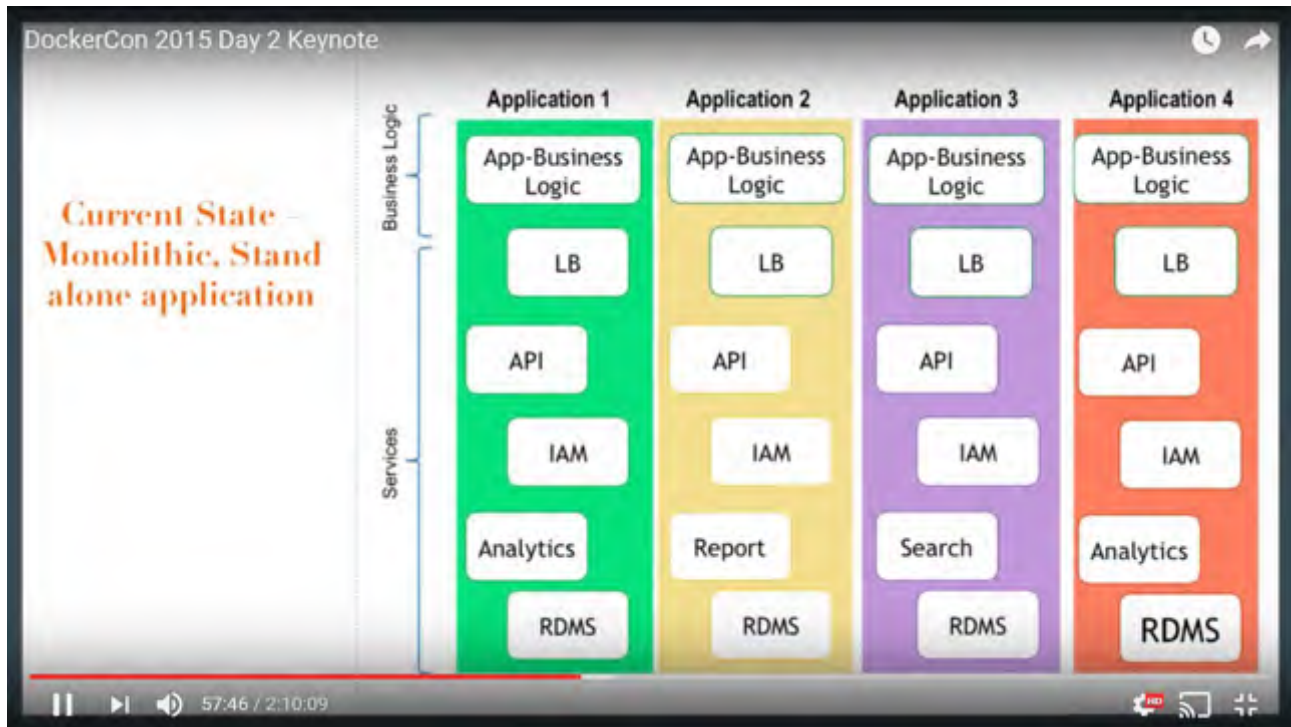 DockerCon 2015 Day 2 Keynote
Current State –
Monolithic, Stand
alone application
Business Logic
Services
Application 1
App-Business
Logic
LB
API
IAM
Analytics
RDMS
Application 2
App-Business
Logic
LB
API
IAM
Report
RDMS
Application 3
App-Business
Logic
LB
API
IAM
Search
RDMS
Application 4
App-Business
Logic
LB
API
IAM
Analytics
RDMS
57:46 / 2:10:09
HD